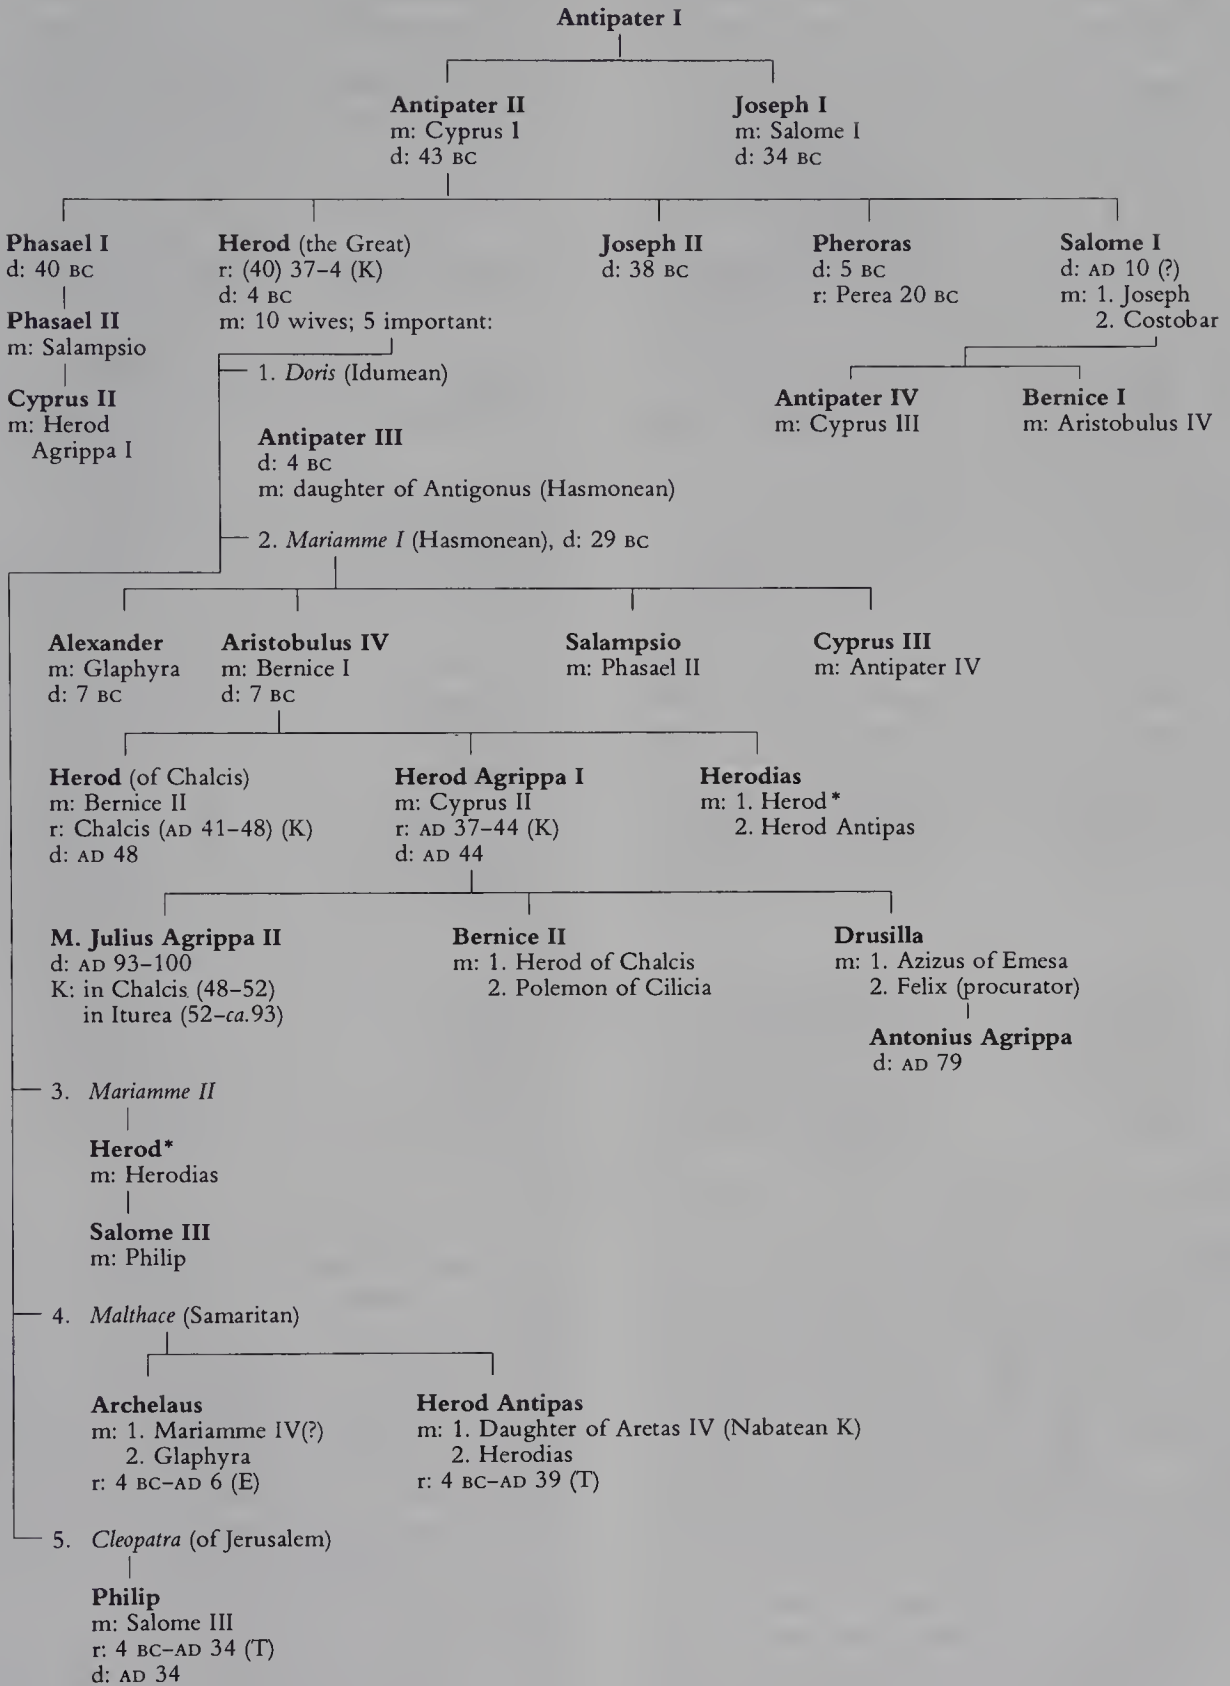 Antipater I
Antipater II
m: Cyprus 1
d: 43 BC
Joseph I
m: Salome I
d: 34 BC
Phasael I
d: 40 BC
Phasael II
m: Salampsio
Cyprus II
m: Herod
Agrippa I
Herod (the Great)
r: (40) 37–4 (K)
d: 4 BC
m: 10 wives; 5 important:
Joseph II
d: 38 BC
Pheroras
d: 5 BC
r: Perea 20 BC
Salome I
d: AD 10 (?)
m: 1. Joseph
2. Costobar
Antipater IV
m: Cyprus III
Bernice I
m: Aristobulus IV
1. Doris (Idumean)
Antipater III
d: 4 BC
m: daughter of Antigonus (Hasmonean)
2. Mariamme I (Hasmonean), d: 29 BC
Alexander
m: Glaphyra
d: 7 BC
Aristobulus IV
m: Bernice I
d: 7 BC
Salampsio
m: Phasael II
Cyprus III
m: Antipater IV
Herod (of Chalcis)
m: Bernice II
r: Chalcis (AD 41–48) (K)
d: AD 48
Herod Agrippa I
m: Cyprus II
r: AD 37–44 (K)
d: AD 44
Herodias
m: 1. Herod*
2. Herod Antipas
M. Julius Agrippa II
d: AD 93–100
K: in Chalcis (48–52)
in Iturea (52–ca.93)
Bernice II
m: 1. Herod of Chalcis
2. Polemon of Cilicia
Drusilla
m: 1. Azizus of Emesa
2. Felix (procurator)
Antonius Agrippa
d: AD 79
3. Mariamme II
Herod*
m: Herodias
Salome III
m: Philip
4. Malthace (Samaritan)
Archelaus
m: 1. Mariamme IV(?)
2. Glaphyra
r: 4 BC–AD 6 (E)
Herod Antipas
m: 1. Daughter of Aretas IV (Nabatean K)
2. Herodias
r: 4 BC–AD 39 (T)
5. Cleopatra (of Jerusalem)
Philip
m: Salome III
r: 4 BC–AD 34 (T)
d: AD 34